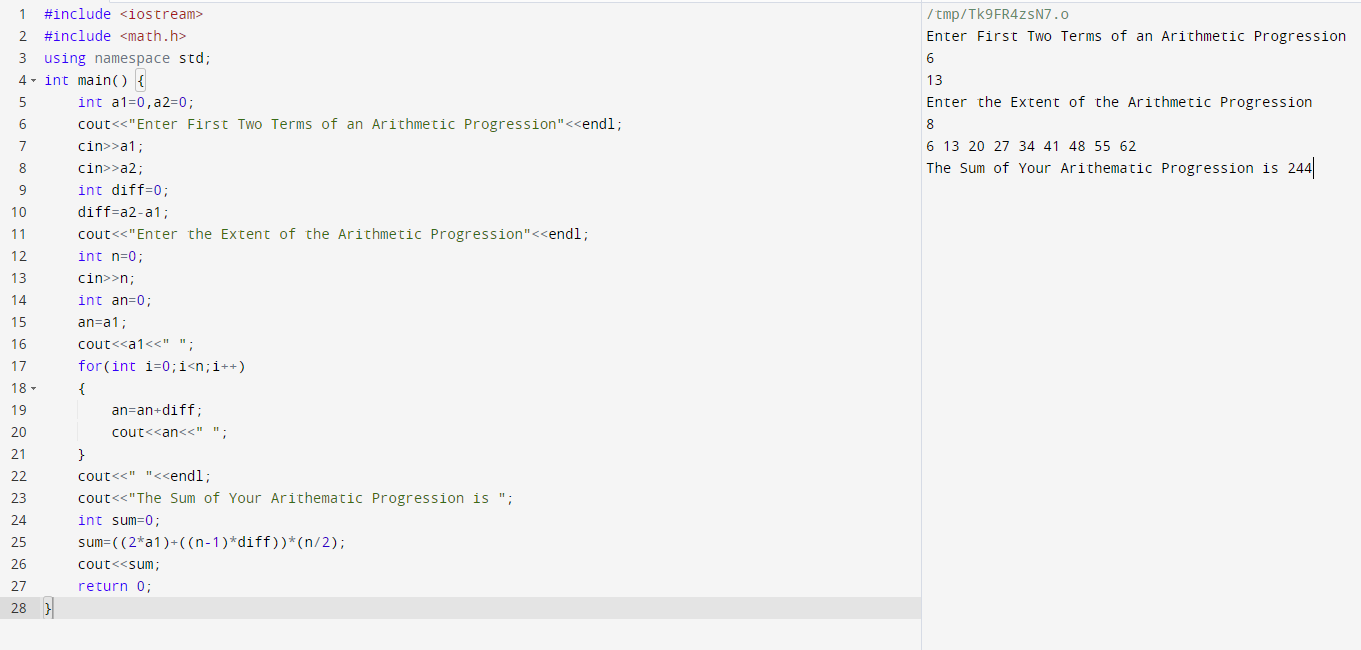 1 #include <iostream>
2 #include <math.h>
3 using namespace std;
4 int main() {
5 int a1=0,a2=0;
6 cout<<"Enter First Two Terms of an Arithmetic Progression"<<endl;
7 cin>>a1;
8 cin>>a2;
9 int diff=0;
10 diff=a2-a1;
11 cout<<"Enter the Extent of the Arithmetic Progression"<<endl;
12 int n=0;
13 cin>>n;
14 int an=0;
15 an=a1;
16 cout<<a1<<" ";
17 for(int i=0;i<n;i++)
18 {
19 an=an+diff;
20 cout<<an<<" ";
21 }
22 cout<<" "<<endl;
23 cout<<"The Sum of Your Arithematic Progression is ";
24 int sum=0;
25 sum=((2*a1)+((n-1)*diff))*(n/2);
26 cout<<sum;
27 return 0;
28 }
/tmp/Tk9FR4zsN7.o
Enter First Two Terms of an Arithmetic Progression
6
13
Enter the Extent of the Arithmetic Progression
8
6 13 20 27 34 41 48 55 62
The Sum of Your Arithematic Progression is 244